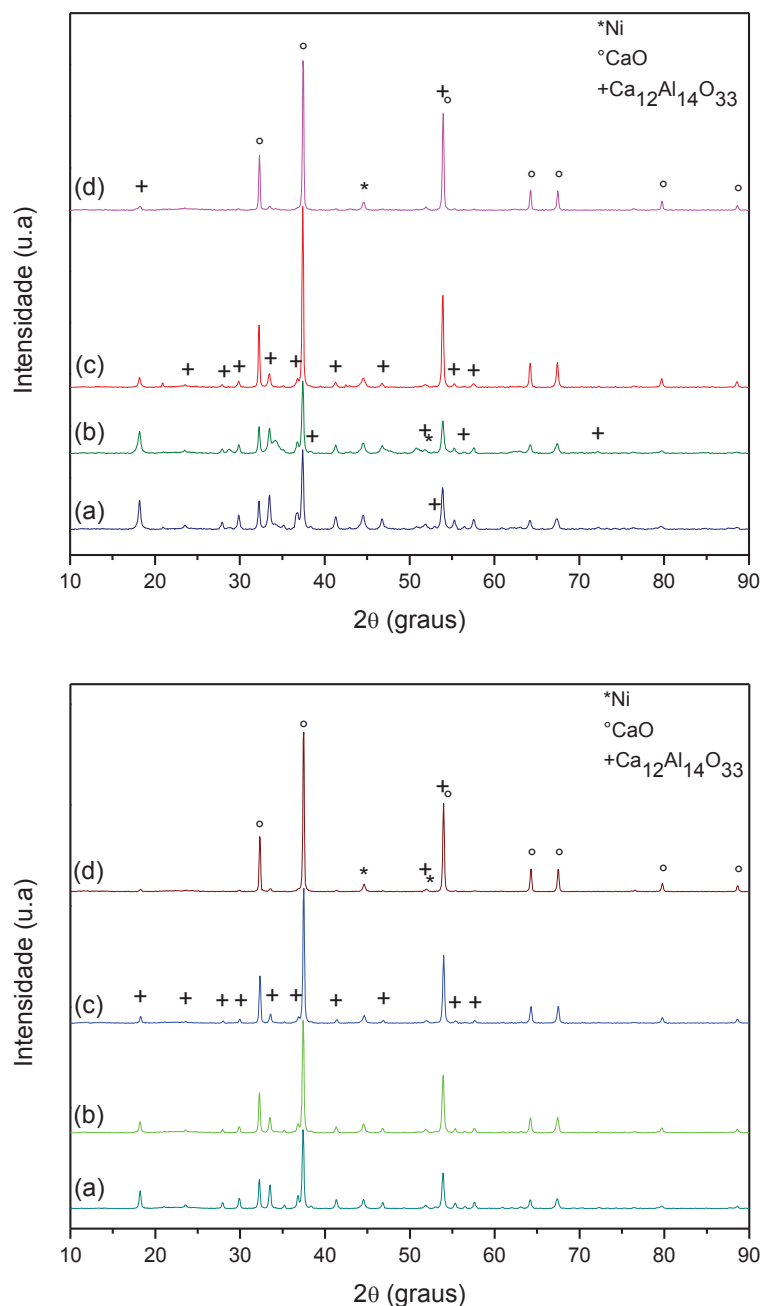 *Ni
°CaO
+Ca12Al14O33
(d)
(c)
(b)
(a)
Intensidade (u.a)
10 20 30 40 50 60 70 80 90
2θ (graus)
*Ni
°CaO
+Ca12Al14O33
(d)
(c)
(b)
(a)
Intensidade (u.a)
10 20 30 40 50 60 70 80 90
2θ (graus)